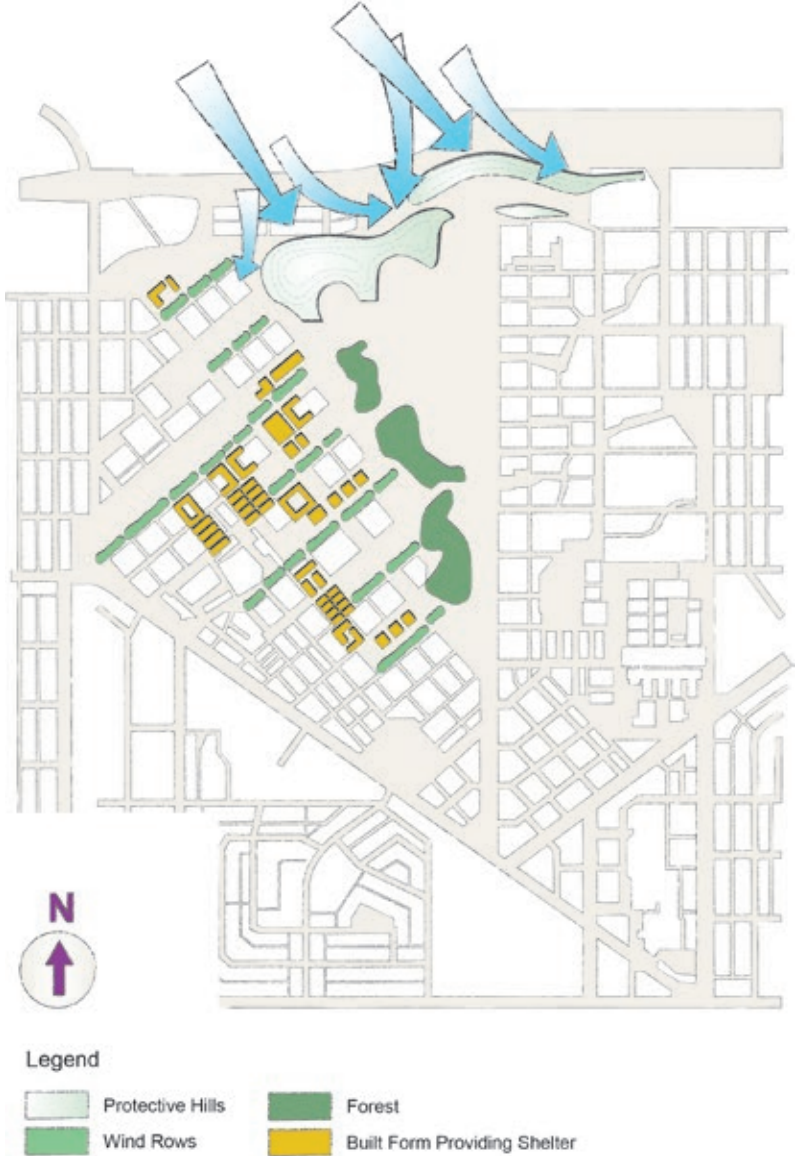 N
Legend
Protective Hills
Forest
Wind Rows
Built Form Providing Shelter